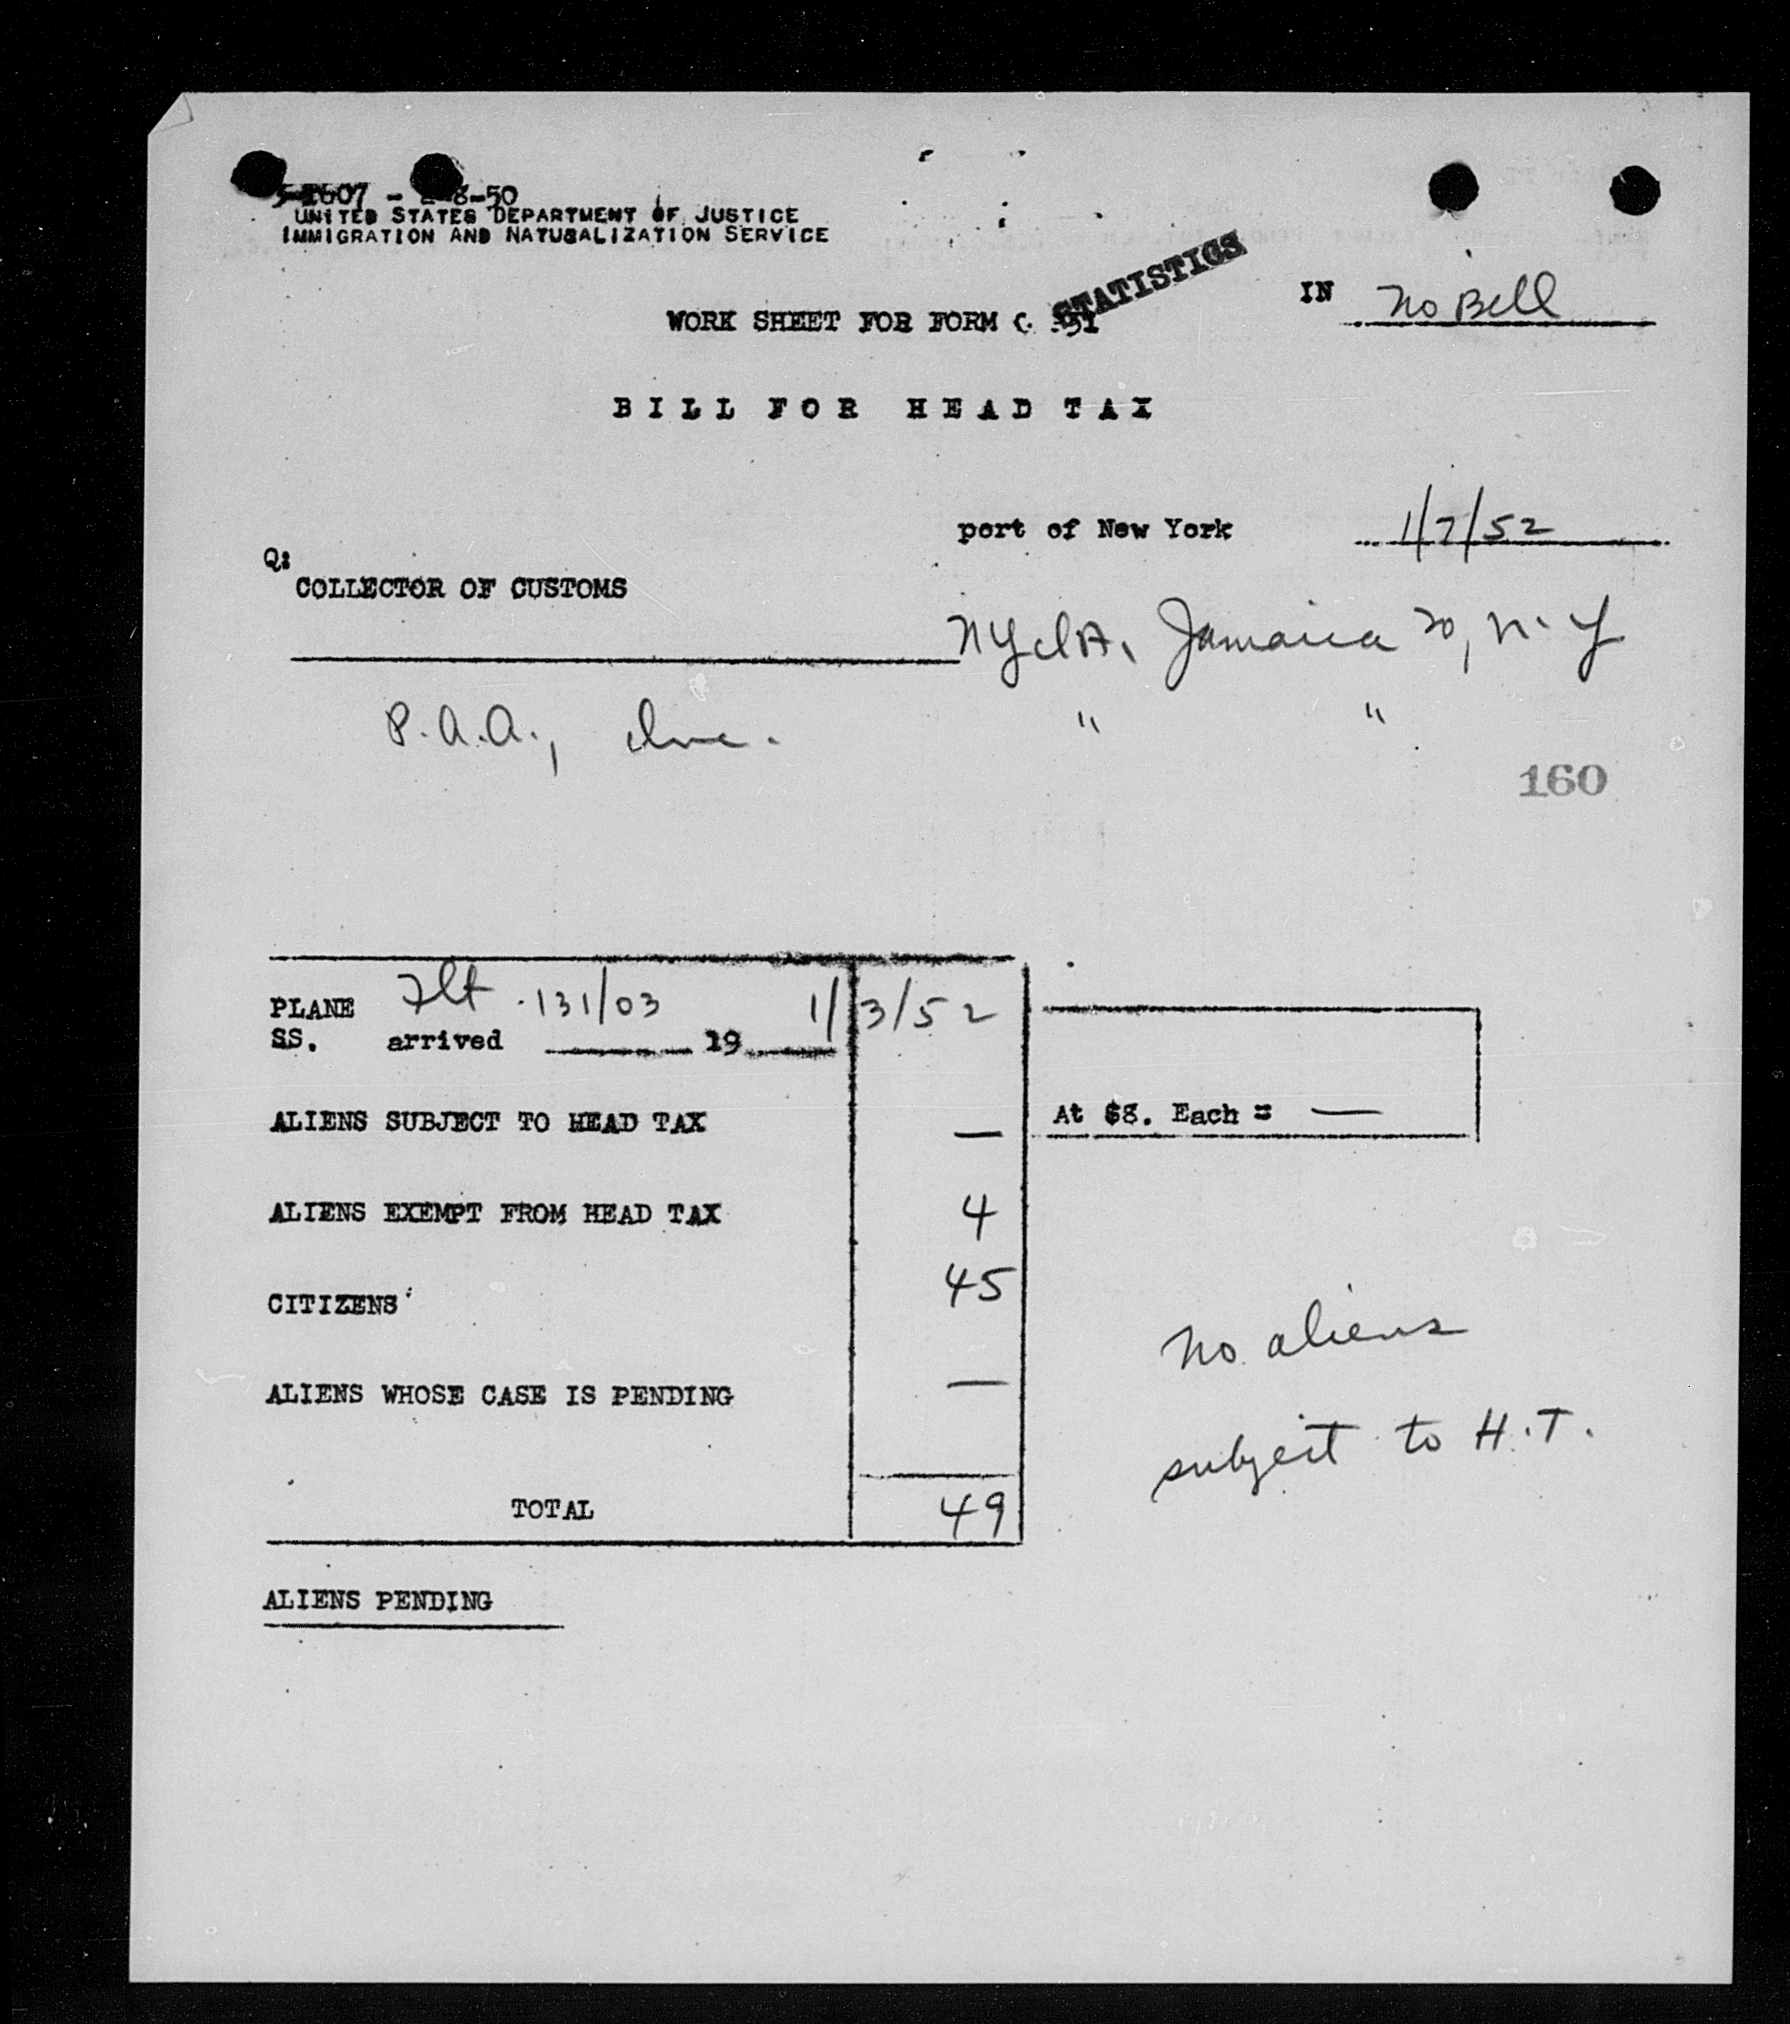 -50
UNITED STATES DEPARTMENT OF JUSTICE
IMMIGRATION AND NATURALIZATION SERVICE
STATISTICS
IN No Bill
WORK SHEET FOR FORM
BILL FOR HEAD TAX
port of New York 1/7/52
COLLECTOR OF CUSTOMS
NYIA, Jamaica 30, N.Y
P.A.A., Inc. " "
160
PLANE Flt 131/03 1/3/52
SS. arrived 19
ALIENS SUBJECT TO HEAD TAX — At $8. Each = —
ALIENS EXEMPT FROM HEAD TAX 4
CITIZENS 45
No aliens
ALIENS WHOSE CASE IS PENDING —
subject to H.T.
TOTAL 49
ALIENS PENDING